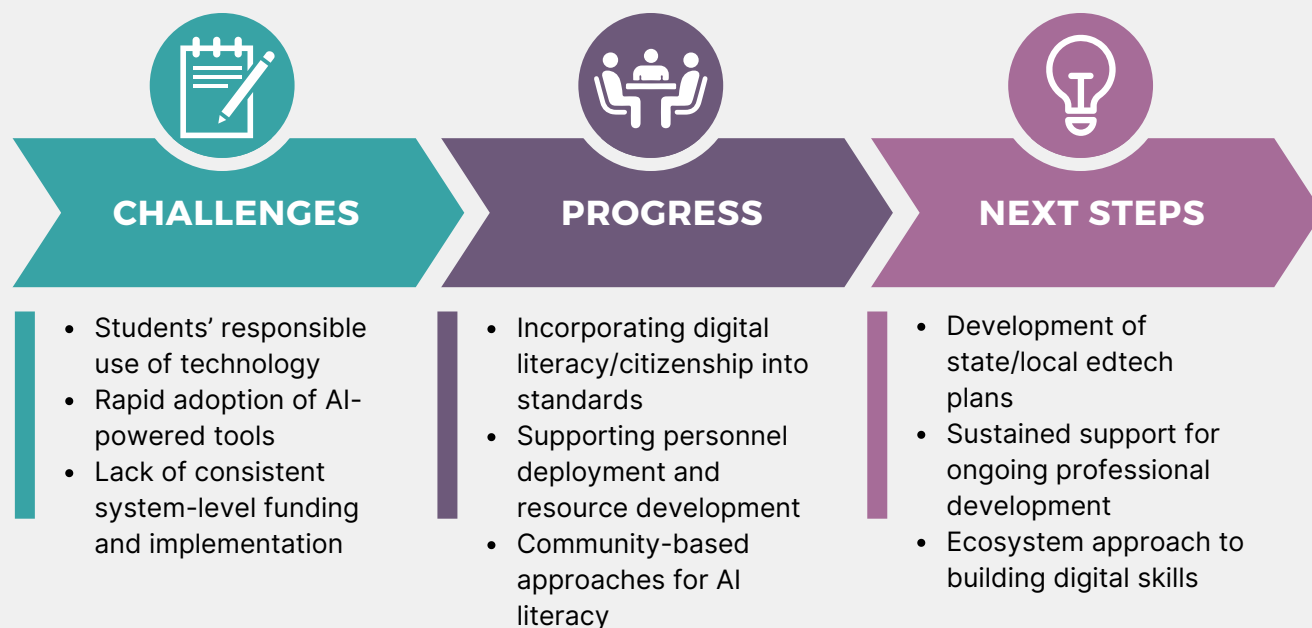 CHALLENGES
PROGRESS
NEXT STEPS
• Students’ responsible
use of technology
• Rapid adoption of AI-
powered tools
• Lack of consistent
system-level funding
and implementation
• Incorporating digital
literacy/citizenship into
standards
• Supporting personnel
deployment and
resource development
• Community-based
approaches for AI
literacy
• Development of
state/local edtech
plans
• Sustained support for
ongoing professional
development
• Ecosystem approach to
building digital skills